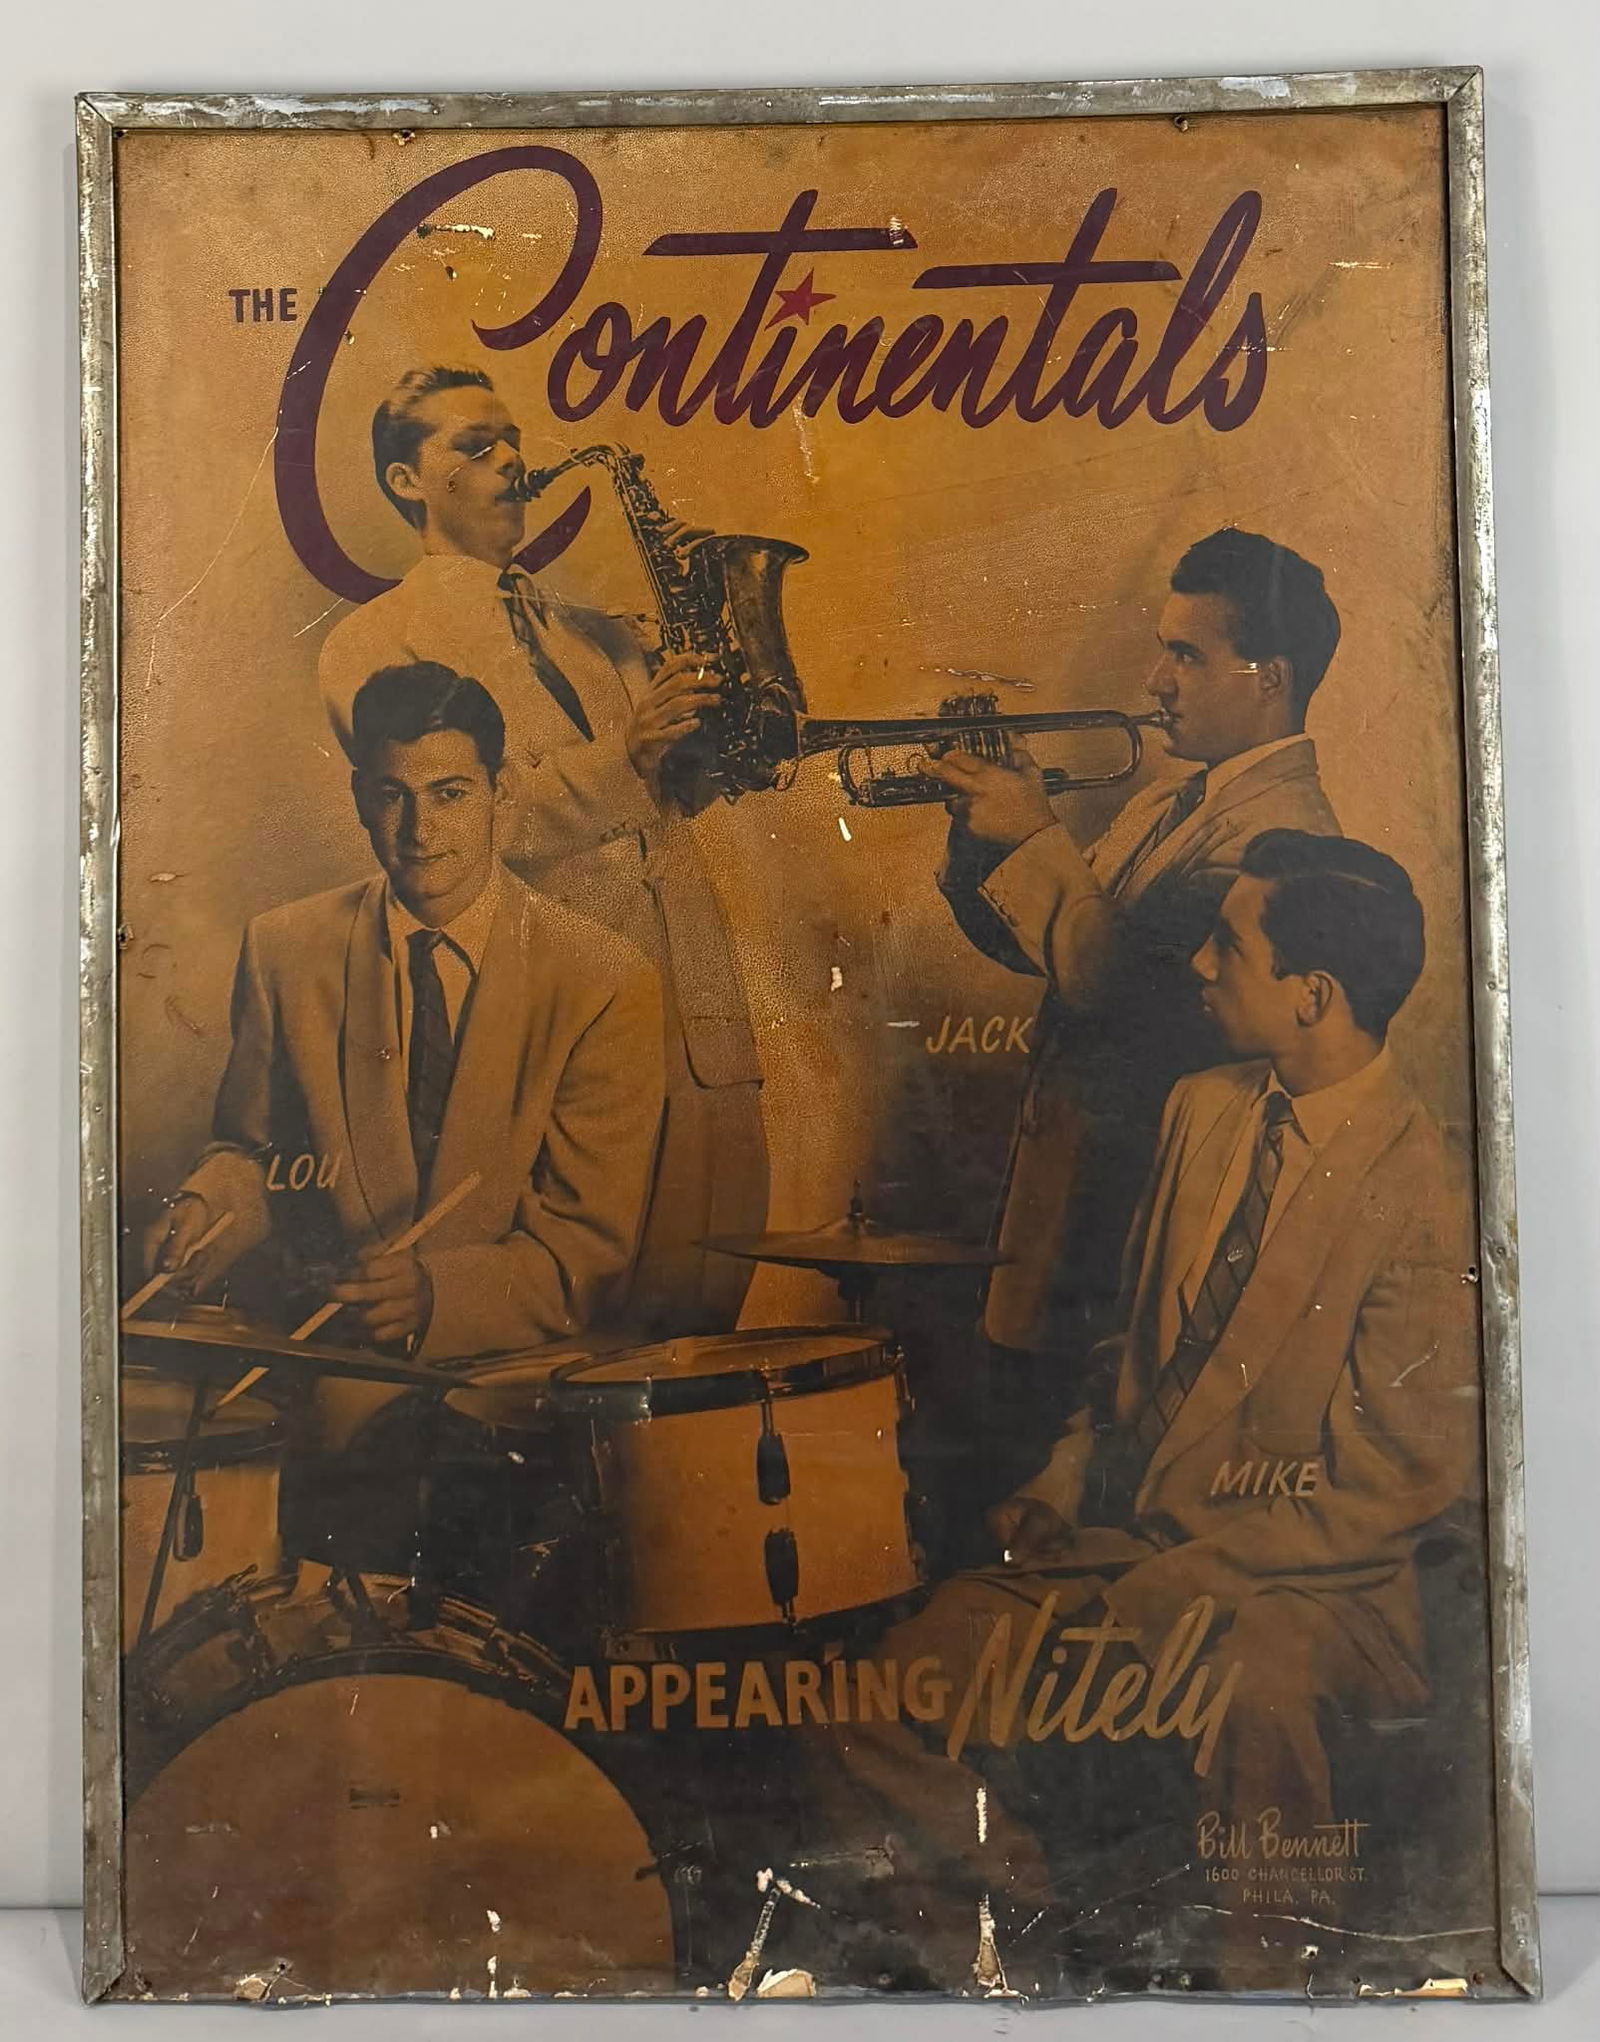 THE Continentals
JACK
LOU
MIKE
APPEARING Nitely
Bill Bennett
1600 CHANCELLOR ST.
PHILA. PA.